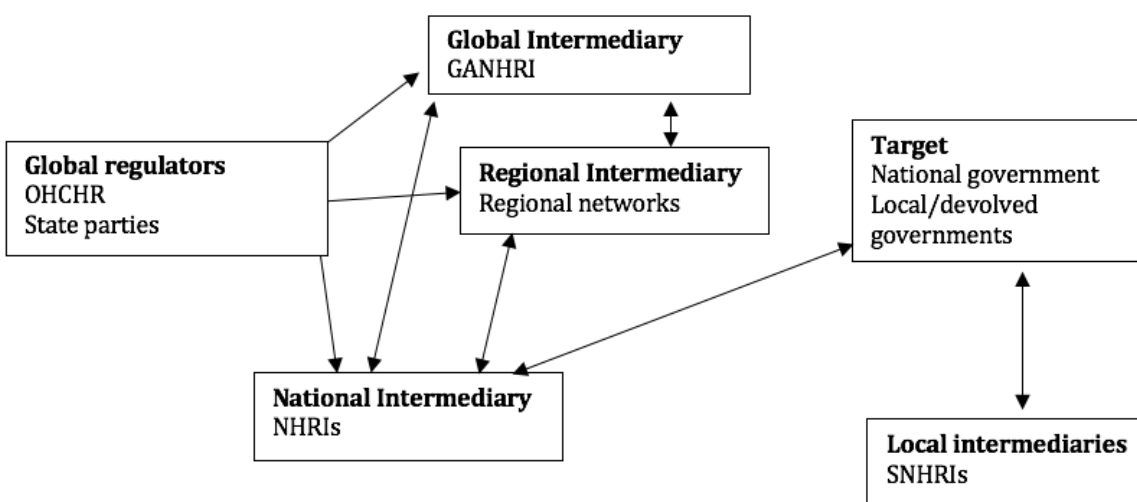 Global Intermediary
GANHRI
Global regulators
OHCHR
State parties
Regional Intermediary
Regional networks
Target
National government
Local/devolved
governments
National Intermediary
NHRIs
Local intermediaries
SNHRIs